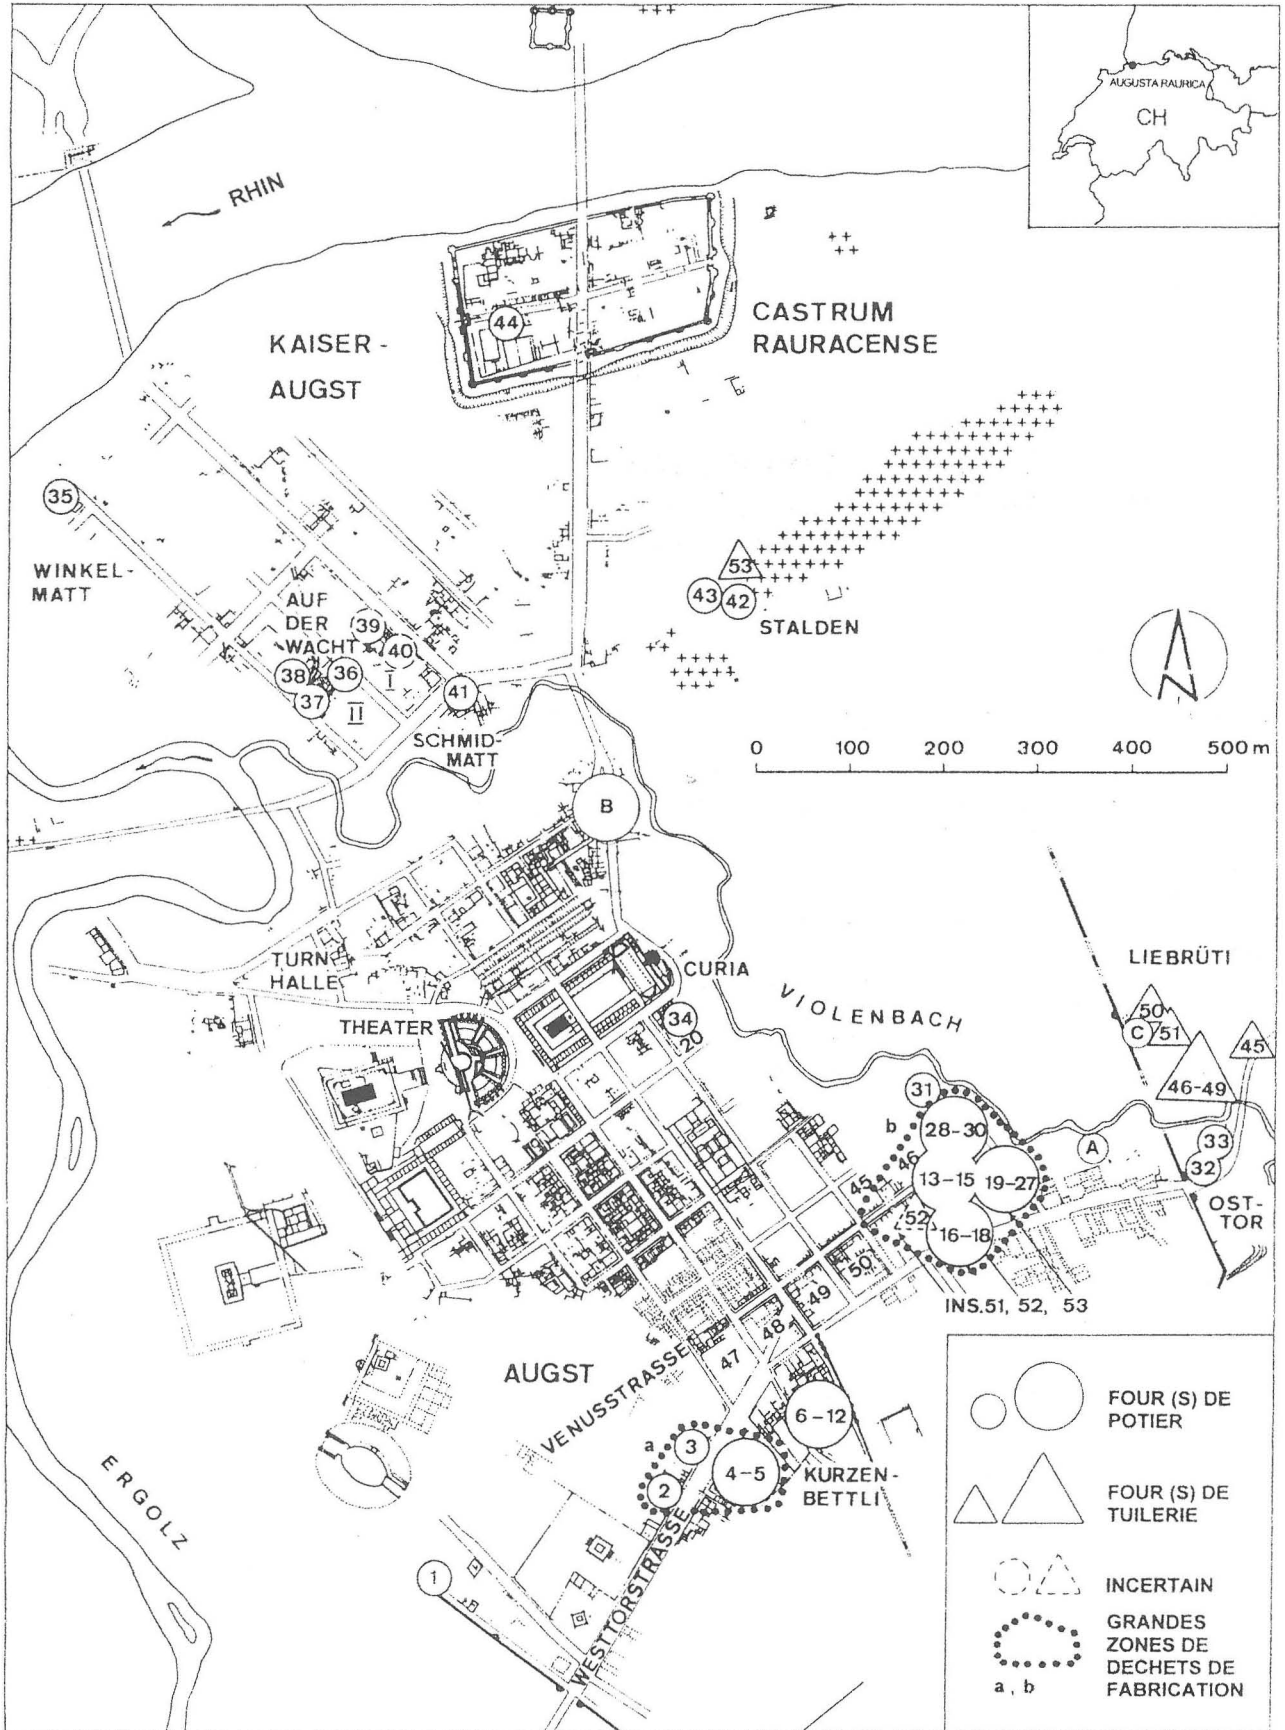 AUGUSTA RAURICA
CH
RHIN
44
CASTRUM
RAURACENSE
KAISER-
AUGST
35
WINKEL-
MATT
53
43
42
STALDEN
AUF
DER
WACHT
39
40
38
36
37
I
II
41
SCHMID-
MATT
0 100 200 300 400 500 m
B
TURN
HALLE
THEATER
CURIA
34
20
VIOLENBACH
LIEBRÜTI
50
C
51
45
46-49
31
b
28-30
A
33
32
46
13-15
19-27
45
52
16-18
OST-
TOR
50
49
48
47
INS.51, 52, 53
AUGST
VENUSSTRASSE
6-12
a
3
4-5
2
KURZEN-
BETTLI
WESTTORSTRASSE
1
ERGOLZ
FOUR (S) DE
POTIER
FOUR (S) DE
TUILERIE
INCERTAIN
GRANDES
ZONES DE
DECHETS DE
FABRICATION
a, b